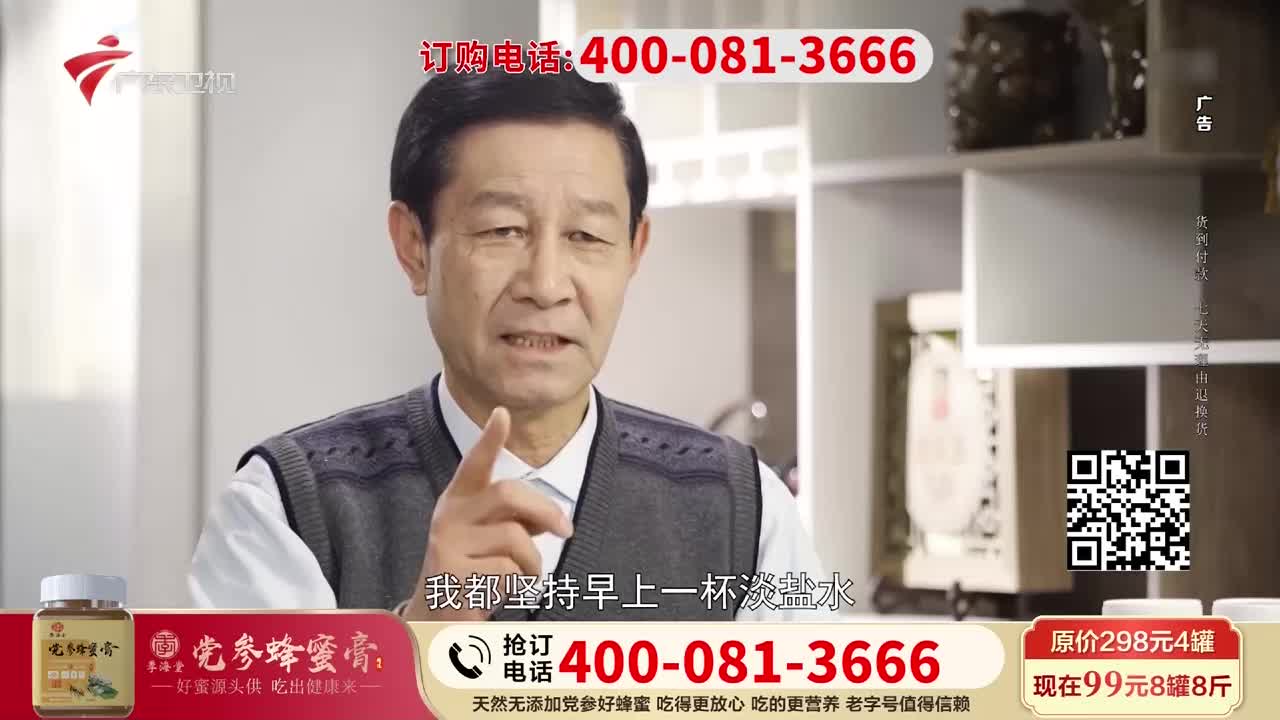 广东卫视
订购电话:400-081-3666
广告
货到付款 七天无理由退换货
我都坚持早上一杯淡盐水
季海堂
党参蜂蜜膏
季海堂
党参蜂蜜膏
好蜜源头供 吃出健康来
抢订
电话
400-081-3666
天然无添加党参好蜂蜜 吃得更放心 吃的更营养 老字号值得信赖
原价298元4罐
现在99元8罐8斤